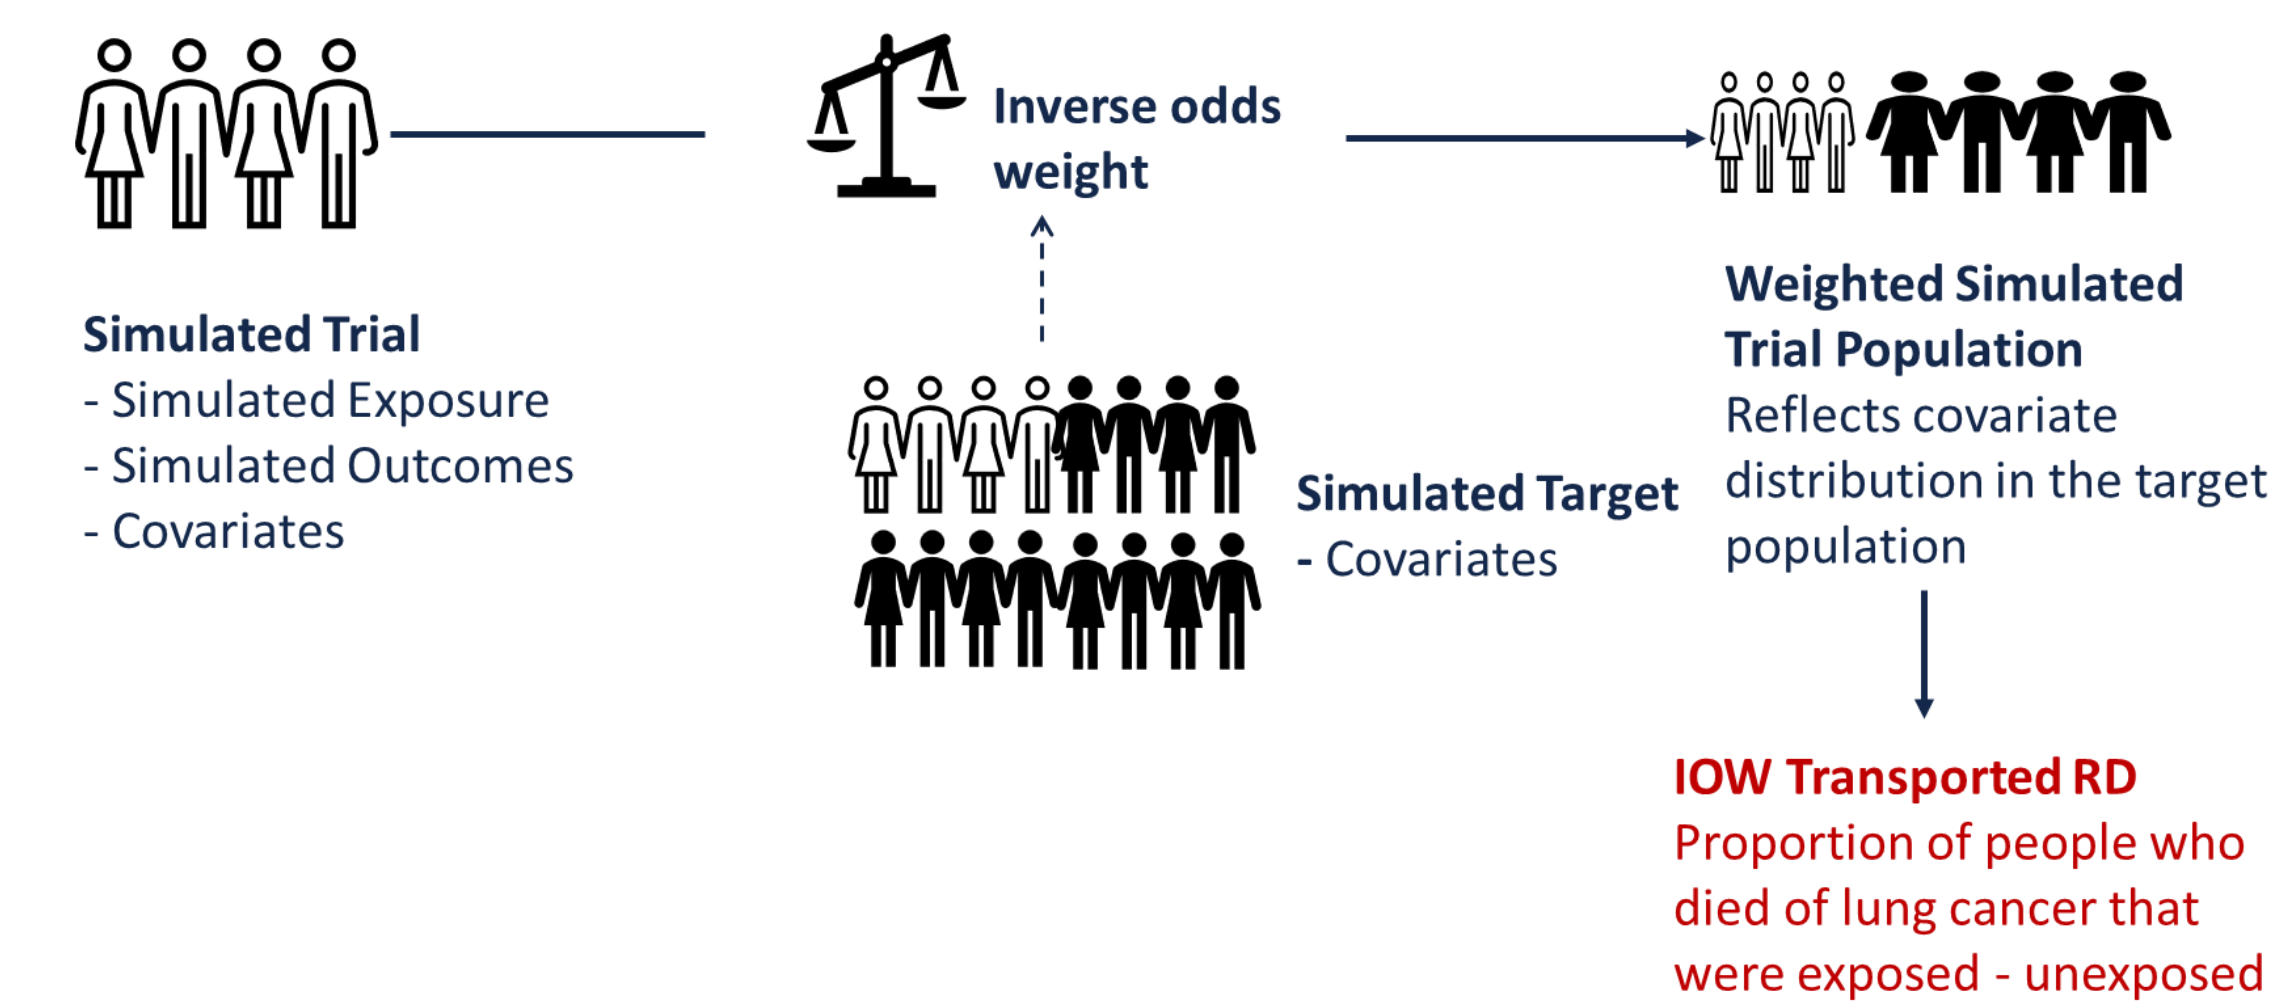 Inverse odds
weight
Simulated Trial
- Simulated Exposure
- Simulated Outcomes
- Covariates
Simulated Target
- Covariates
Weighted Simulated
Trial Population
Reflects covariate
distribution in the target
population
IOW Transported RD
Proportion of people who
died of lung cancer that
were exposed - unexposed